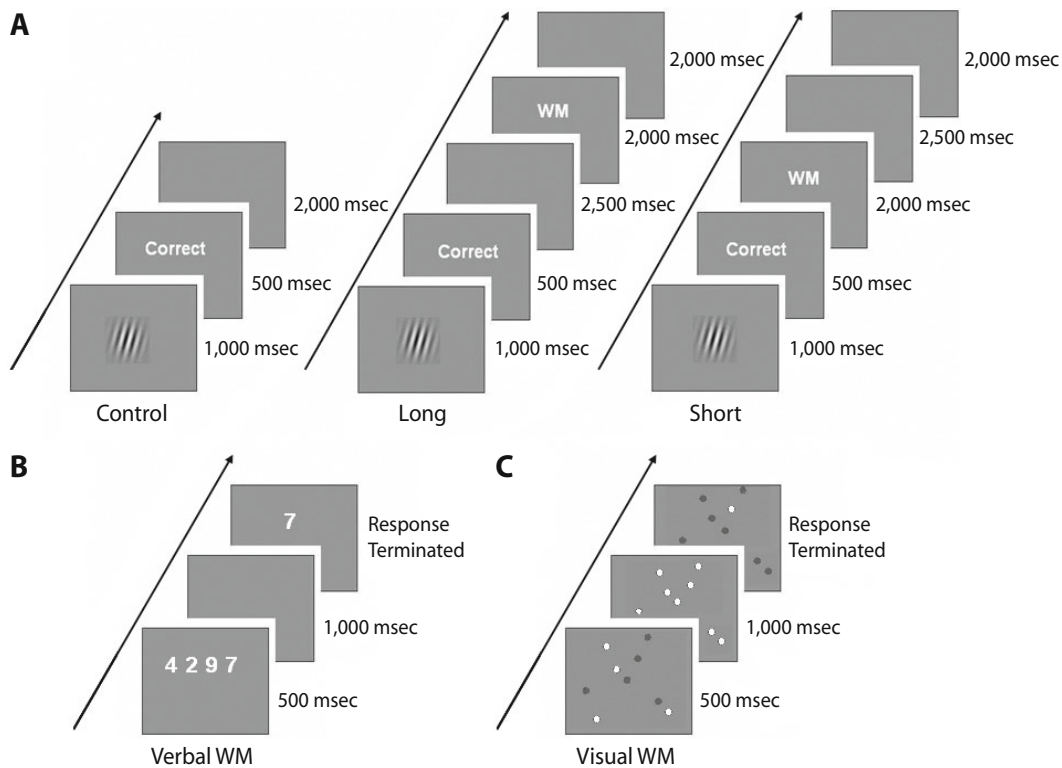 A
2,000 msec
Correct
500 msec
1,000 msec
Control
2,000 msec
WM
2,000 msec
2,500 msec
Correct
500 msec
1,000 msec
Long
2,000 msec
2,500 msec
WM
2,000 msec
Correct
500 msec
1,000 msec
Short
B
7
Response
Terminated
1,000 msec
4 2 9 7
500 msec
Verbal WM
C
Response
Terminated
1,000 msec
500 msec
Visual WM